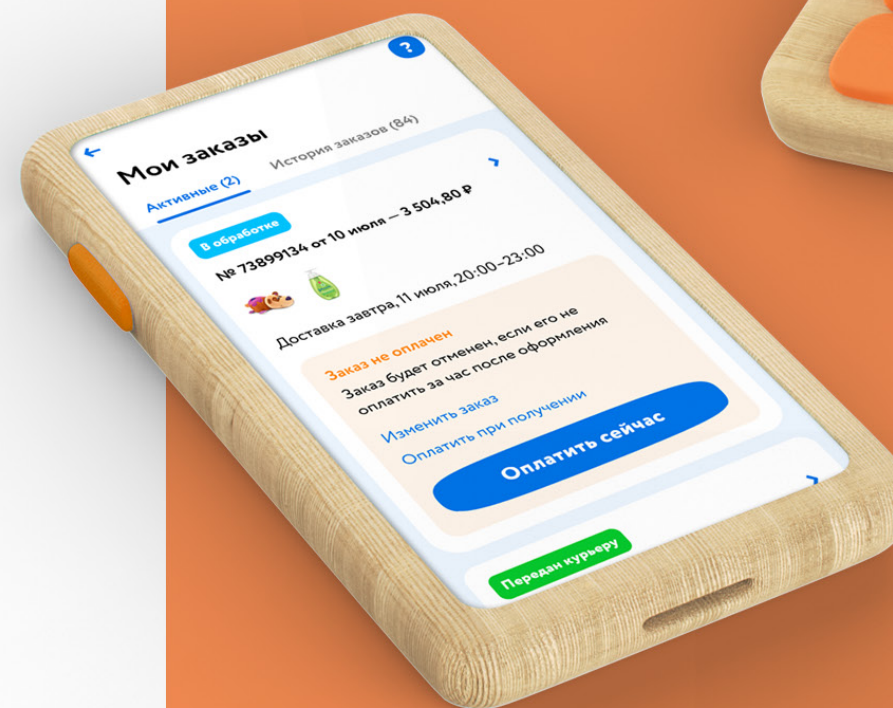 ?
←
Мои заказы
Активные (2) История заказов (84)
В обработке
№ 73899134 от 10 июля — 3 504,80 ₽
Доставка завтра, 11 июля, 20:00–23:00
Заказ не оплачен
Заказ будет отменен, если его не
оплатить за час после оформления
Изменить заказ
Оплатить при получении
Оплатить сейчас
Передан курьеру